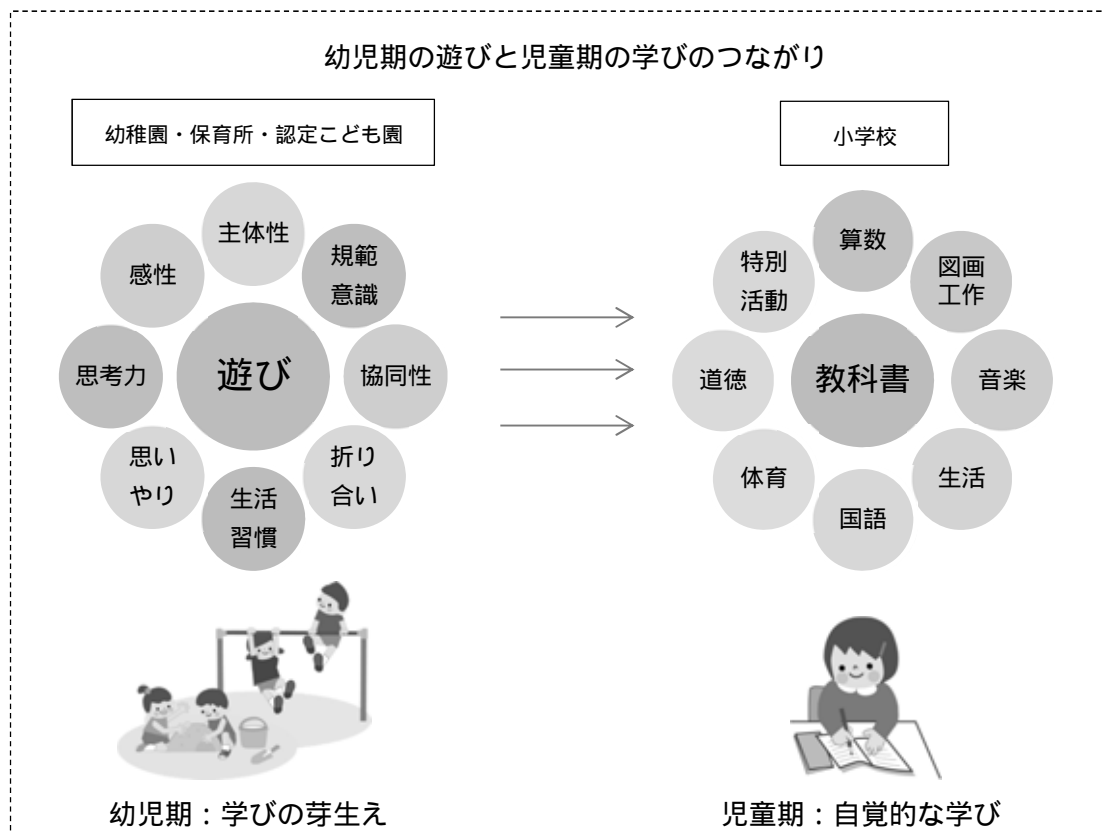 幼児期の遊びと児童期の学びのつながり
幼稚園・保育所・認定こども園
主体性
規範
意識
協同性
折り
合い
生活
習慣
思い
やり
思考力
感性
遊び
小学校
算数
図画
工作
音楽
生活
国語
体育
道徳
特別
活動
教科書
幼児期：学びの芽生え
児童期：自覚的な学び